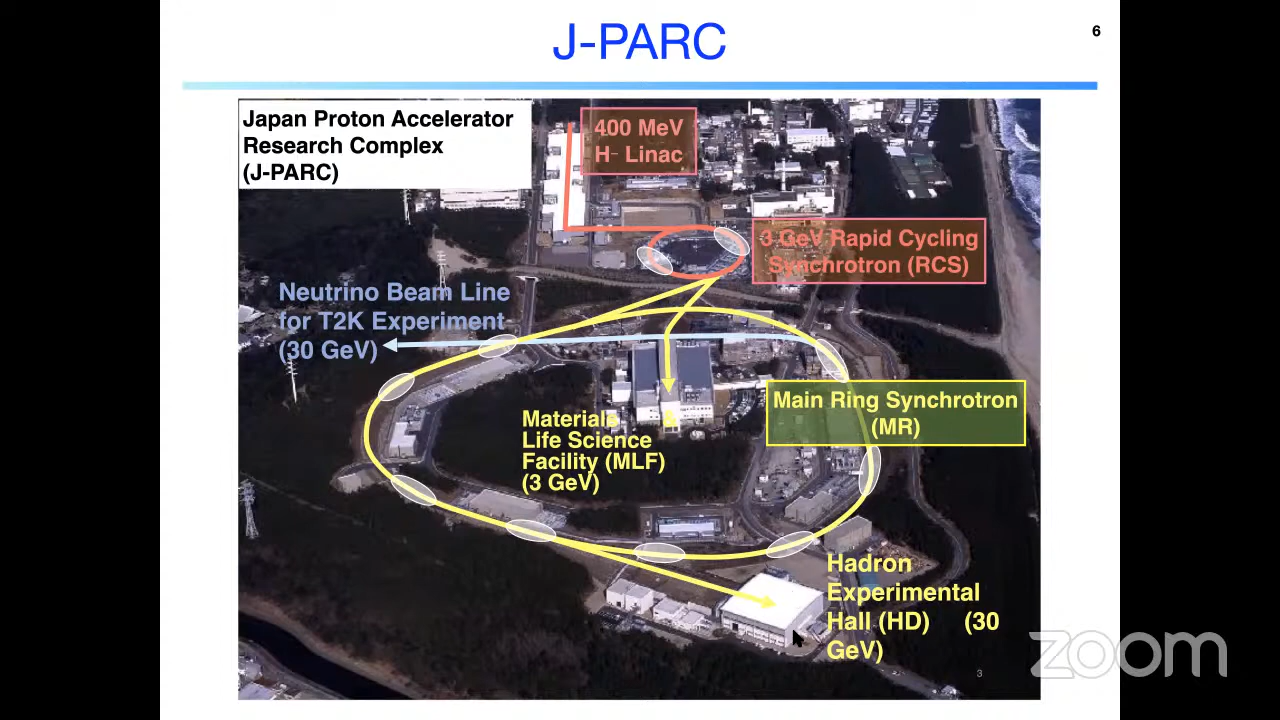 J-PARC
6
Japan Proton Accelerator
Research Complex
(J-PARC)
400 MeV
H- Linac
3 GeV Rapid Cycling
Synchrotron (RCS)
Neutrino Beam Line
for T2K Experiment
(30 GeV)
Main Ring Synchrotron
(MR)
Materials &
Life Science
Facility (MLF)
(3 GeV)
Hadron
Experimental
Hall (HD) (30
GeV)
3
zoom